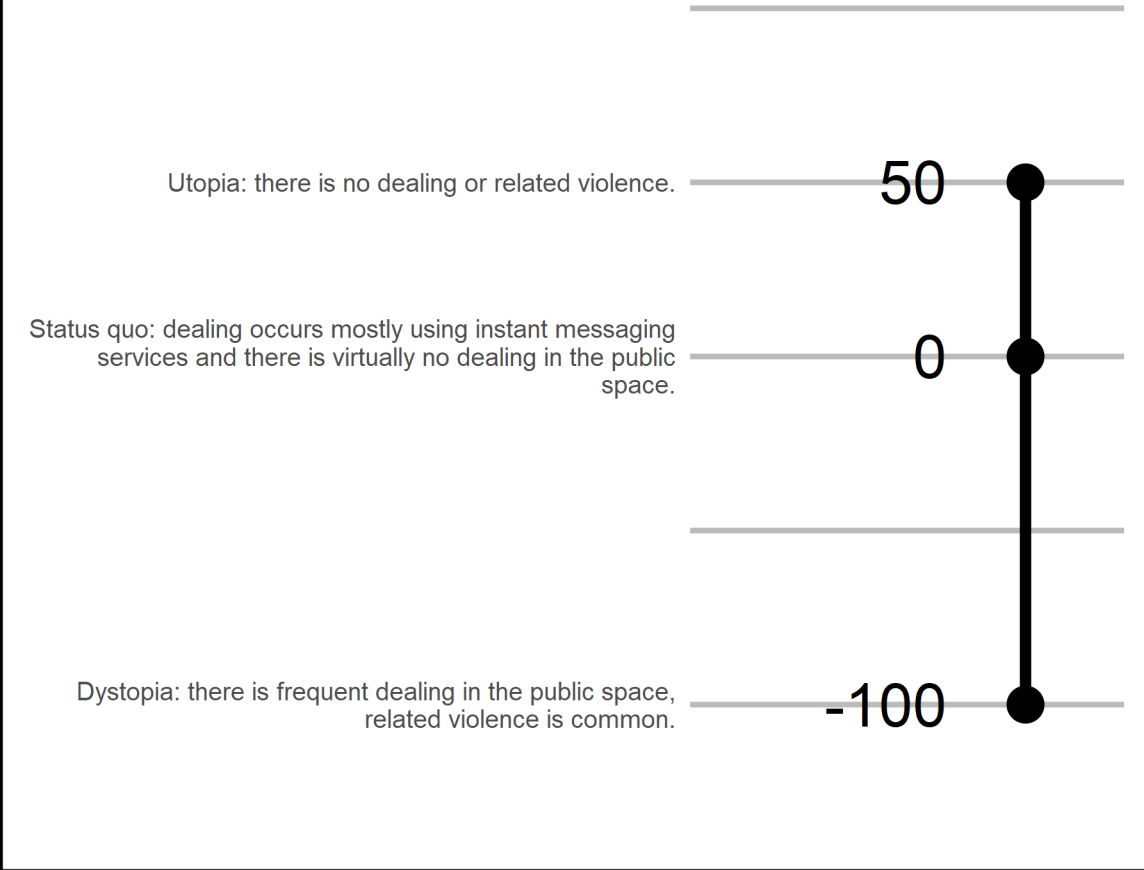 Utopia: there is no dealing or related violence.
50
Status quo: dealing occurs mostly using instant messaging
services and there is virtually no dealing in the public
space.
0
Dystopia: there is frequent dealing in the public space,
related violence is common.
-100